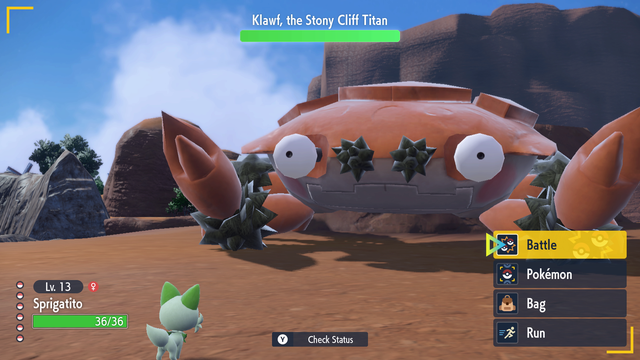 Klawf, the Stony Cliff Titan
Battle
Lv. 13
Pokémon
Sprigatito
36/36
Bag
Y Check Status
Run